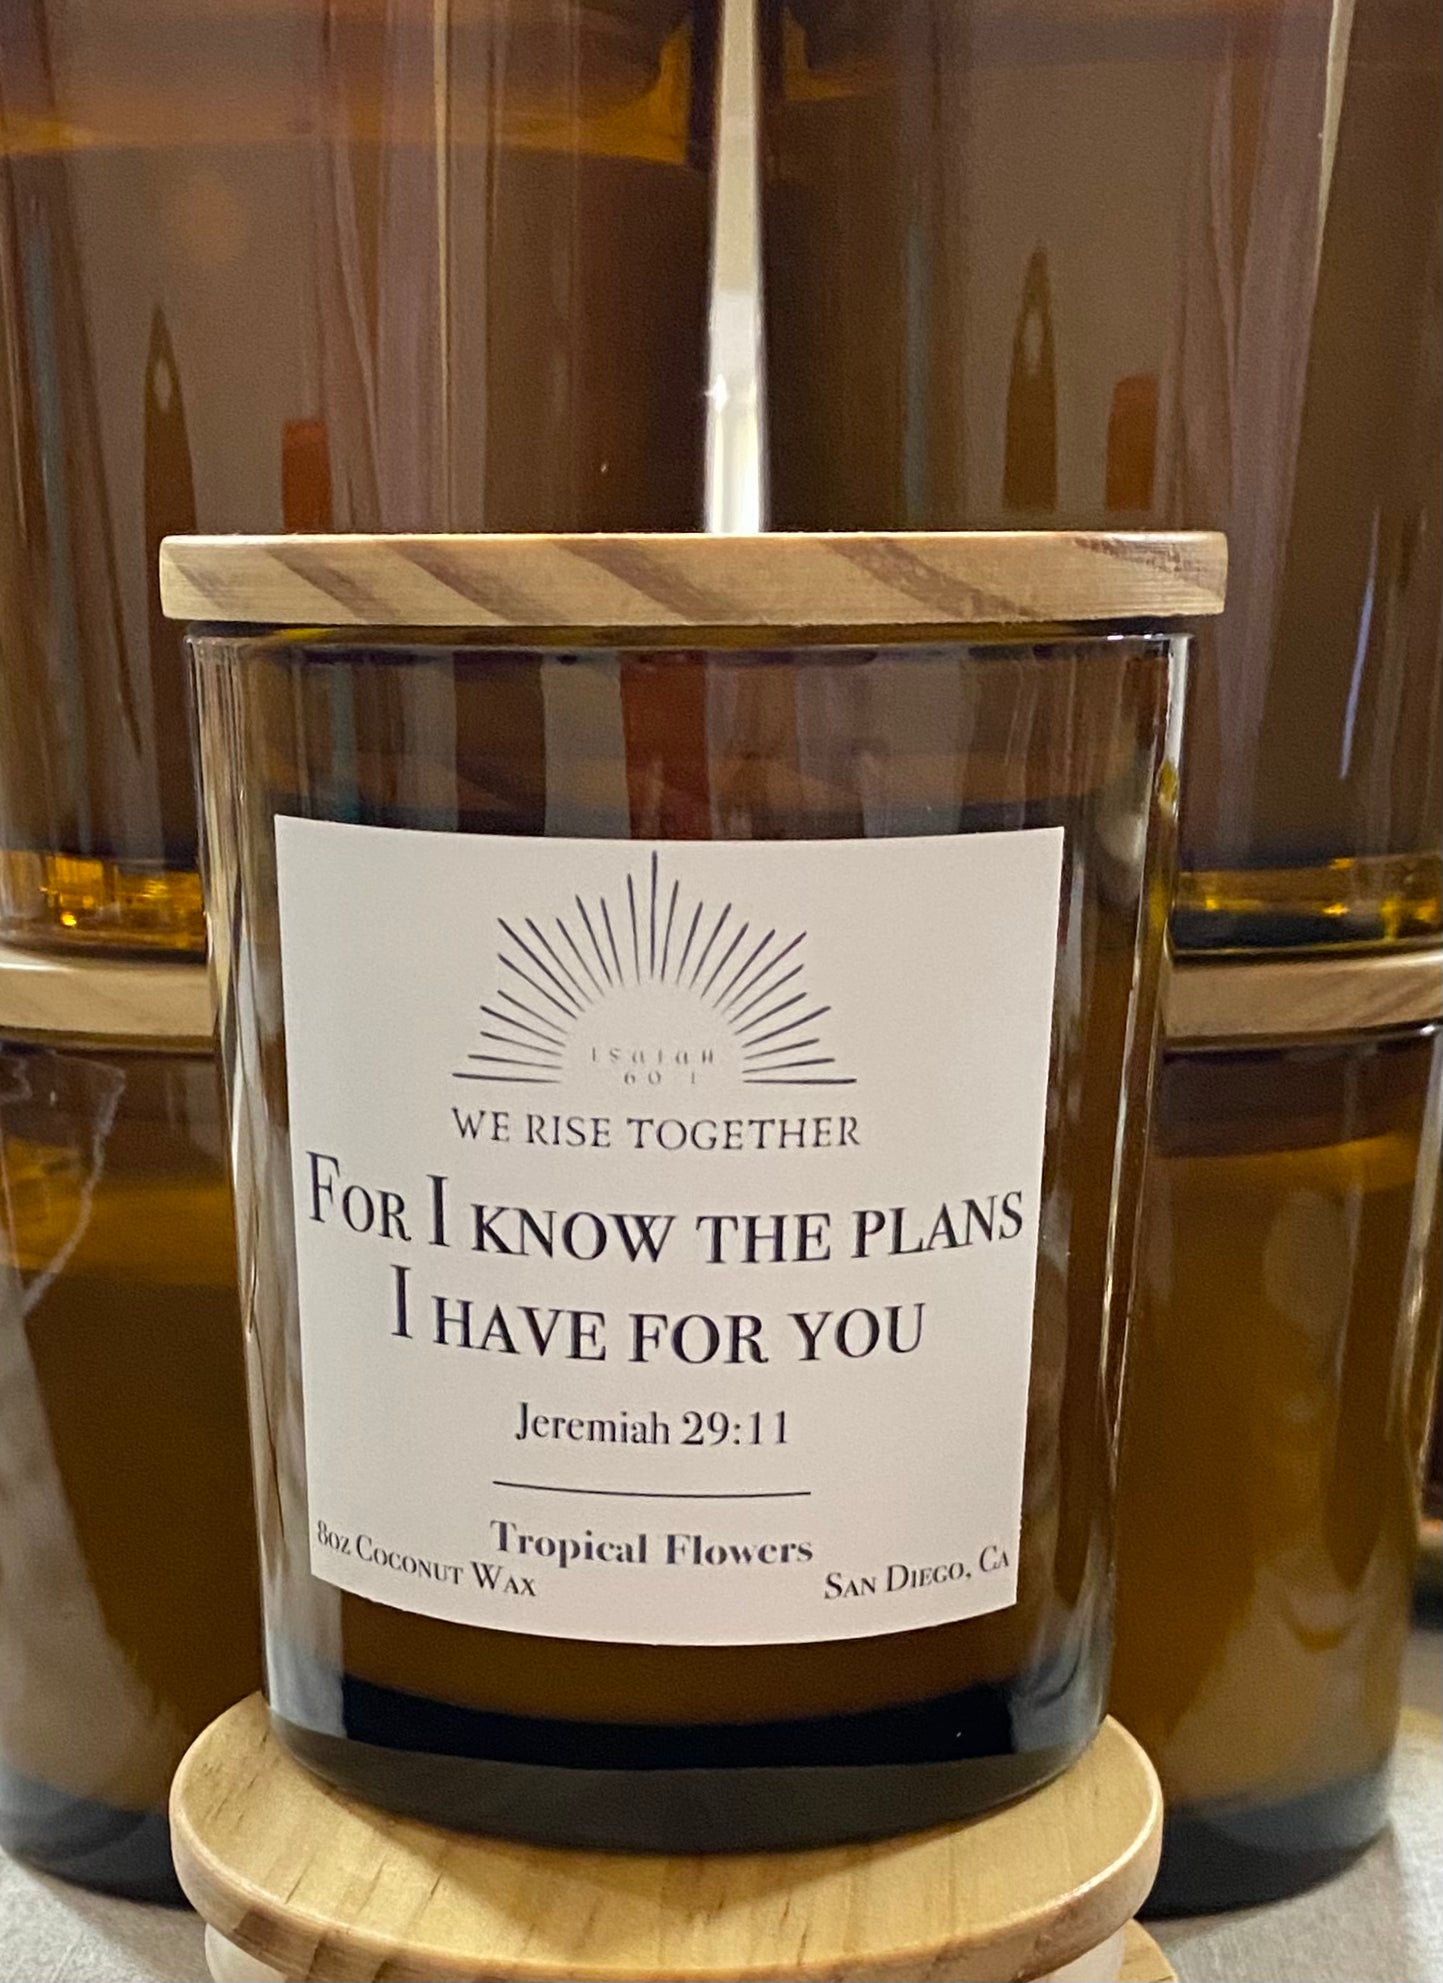 Isaiah
60 1
WE RISE TOGETHER
FOR I KNOW THE PLANS
I HAVE FOR YOU
Jeremiah 29:11
Tropical Flowers
8OZ COCONUT WAX
SAN DIEGO, CA